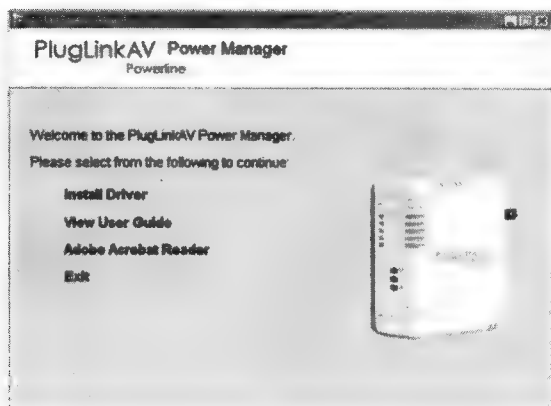 PlugLinkAV Power Manager
Powerline
Welcome to the PlugLinkAV Power Manager.
Please select from the following to continue:
Install Driver
View User Guide
Adobe Acrobat Reader
Exit